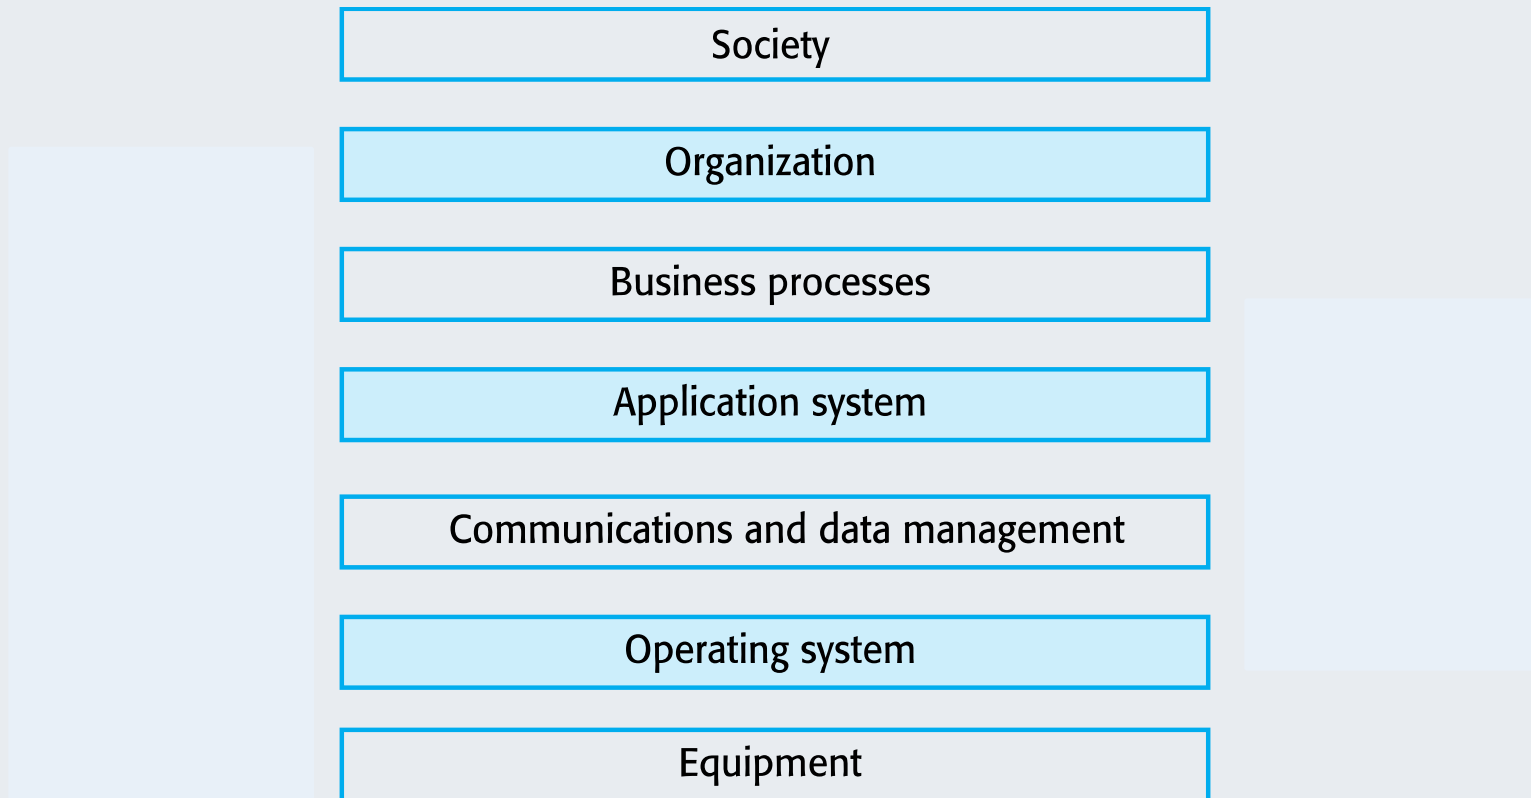 Society
Organization
Business processes
Application system
Communications and data management
Operating system
Equipment